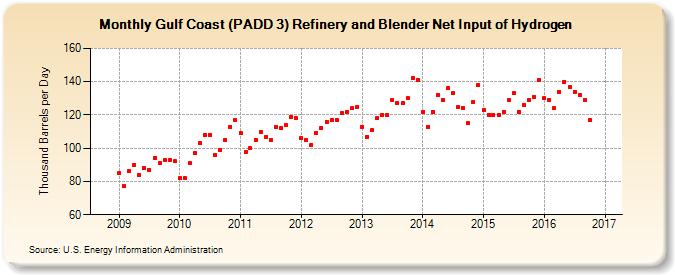 Monthly Gulf Coast (PADD 3) Refinery and Blender Net Input of Hydrogen
Thousand Barrels per Day
160
140
120
100
80
60
2009 2010 2011 2012 2013 2014 2015 2016 2017
Source: U.S. Energy Information Administration